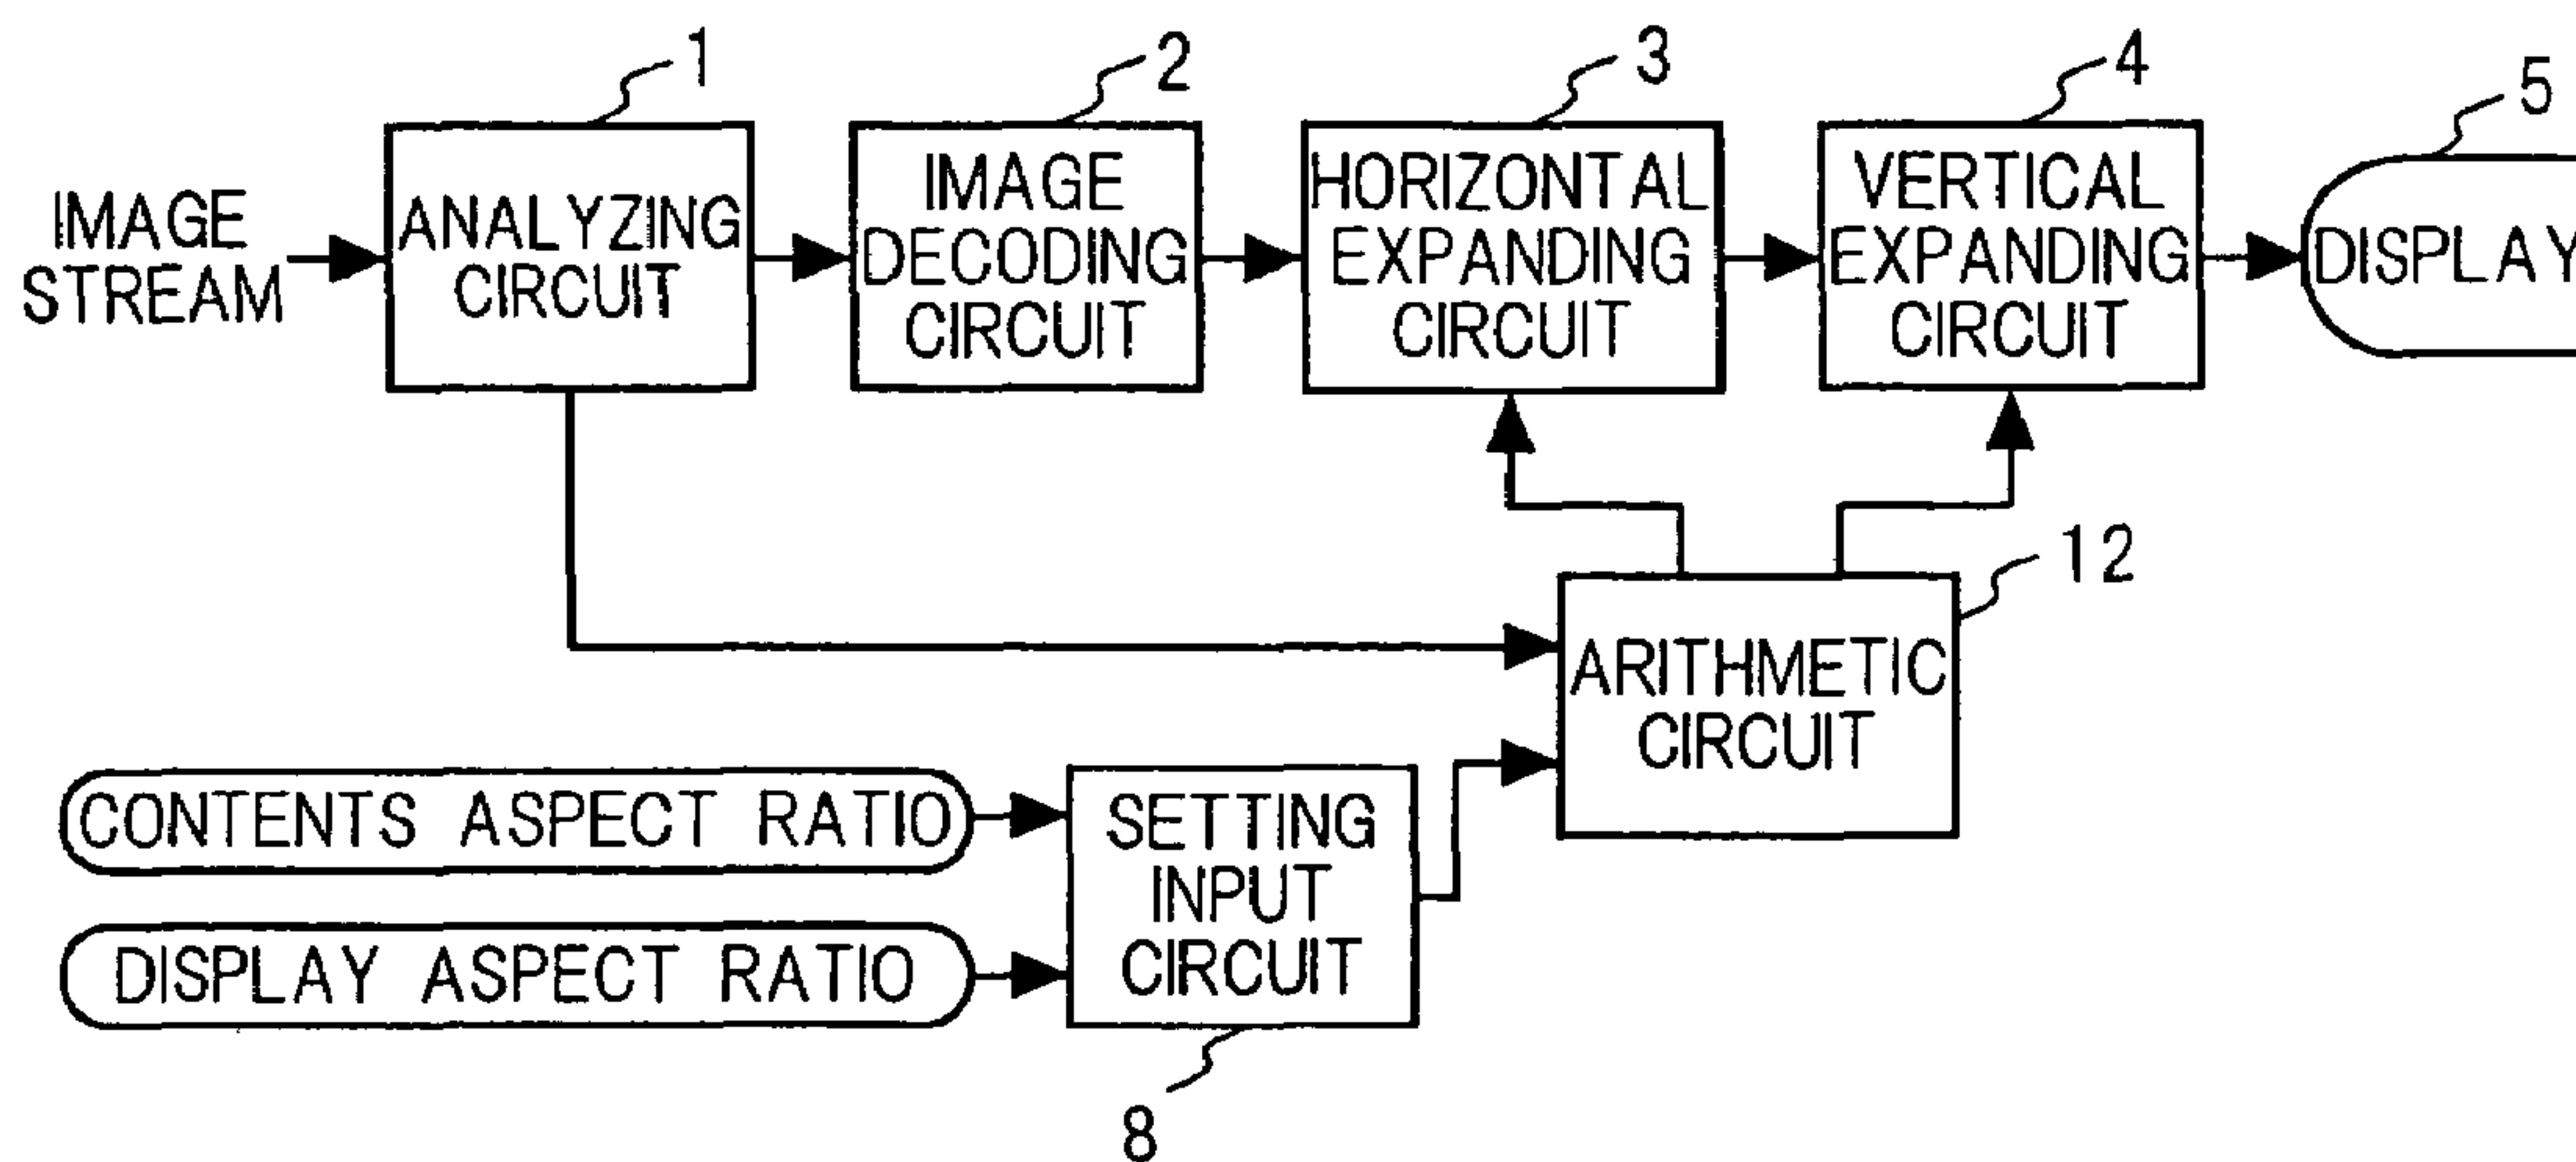 1
2
3
4
5
IMAGE
STREAM
ANALYZING
CIRCUIT
IMAGE
DECODING
CIRCUIT
HORIZONTAL
EXPANDING
CIRCUIT
VERTICAL
EXPANDING
CIRCUIT
DISPLAY
12
ARITHMETIC
CIRCUIT
CONTENTS ASPECT RATIO
DISPLAY ASPECT RATIO
SETTING
INPUT
CIRCUIT
8